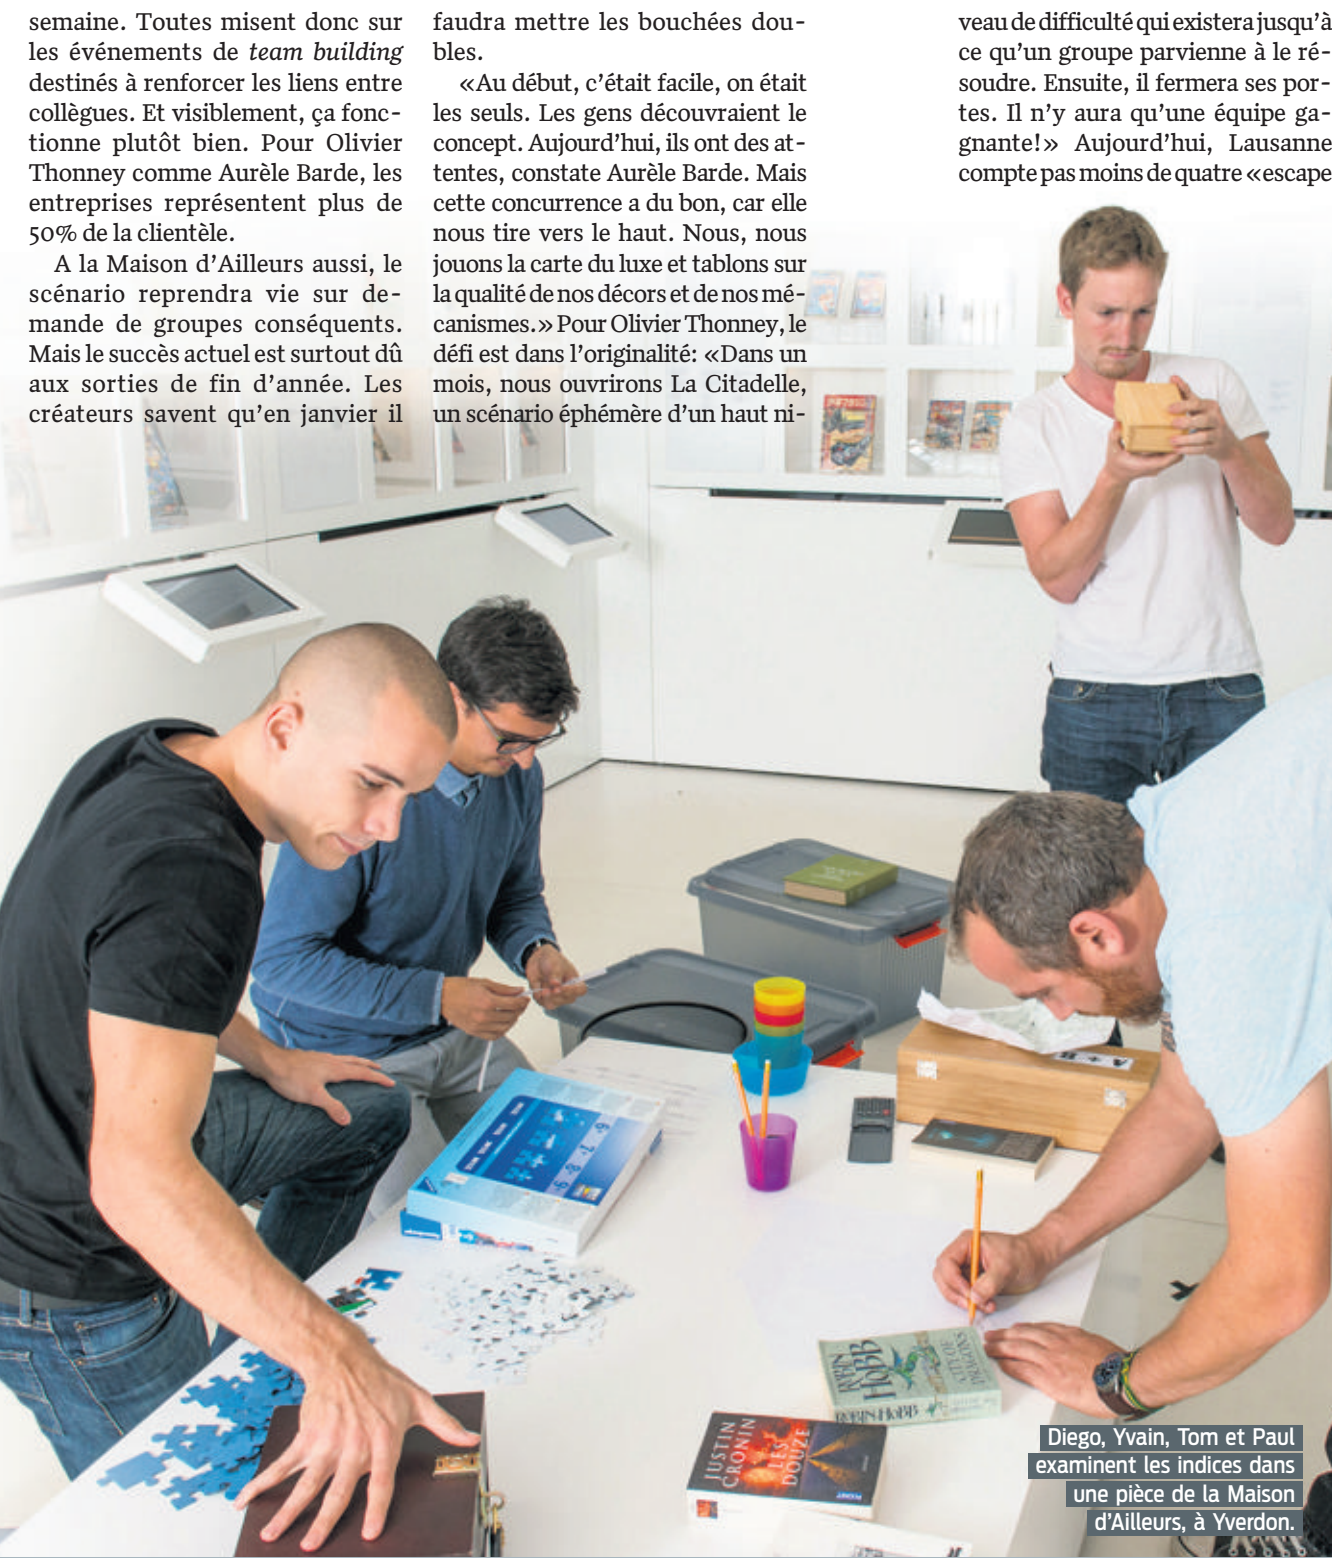 semaine. Toutes misent donc sur
les événements de team building
destinés à renforcer les liens entre
collègues. Et visiblement, ça fonc-
tionne plutôt bien. Pour Olivier
Thonney comme Aurèle Barde, les
entreprises représentent plus de
50% de la clientèle.
A la Maison d'Ailleurs aussi, le
scénario reprendra vie sur de-
mande de groupes conséquents.
Mais le succès actuel est surtout dû
aux sorties de fin d'année. Les
créateurs savent qu'en janvier il
faudra mettre les bouchées dou-
bles.
«Au début, c'était facile, on était
les seuls. Les gens découvraient le
concept. Aujourd'hui, ils ont des at-
tentes, constate Aurèle Barde. Mais
cette concurrence a du bon, car elle
nous tire vers le haut. Nous, nous
jouons la carte du luxe et tablons sur
la qualité de nos décors et de nos mé-
canismes.» Pour Olivier Thonney, le
défi est dans l'originalité: «Dans un
mois, nous ouvrirons La Citadelle,
un scénario éphémère d'un haut ni-
veau de difficulté qui existera jusqu'à
ce qu'un groupe parvienne à le ré-
soudre. Ensuite, il fermera ses por-
tes. Il n'y aura qu'une équipe ga-
gnante!» Aujourd'hui, Lausanne
compte pas moins de quatre «escape
ROBIN
HOBB
CITY OF
DRAGONS
ROBIN HOBB
JUSTIN
CRONIN
LES
DOUZE
Diego, Yvain, Tom et Paul
examinent les indices dans
une pièce de la Maison
d'Ailleurs, à Yverdon.